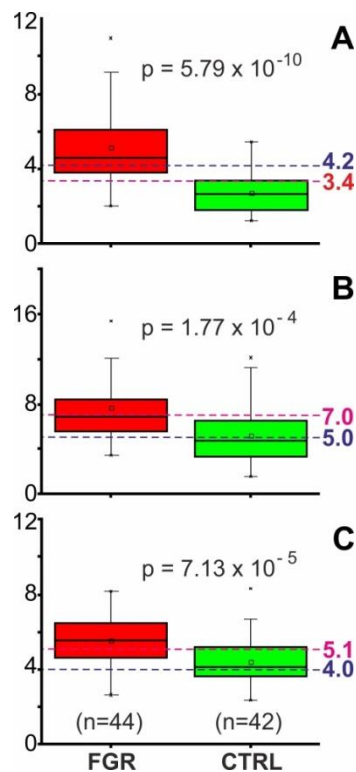 12
A
p = 5.79 x 10⁻¹⁰
8
4.2
4
3.4
0
B
16
p = 1.77 x 10⁻⁴
8
7.0
5.0
0
12
C
p = 7.13 x 10⁻⁵
8
5.1
4
4.0
(n=44) (n=42)
0
FGR CTRL